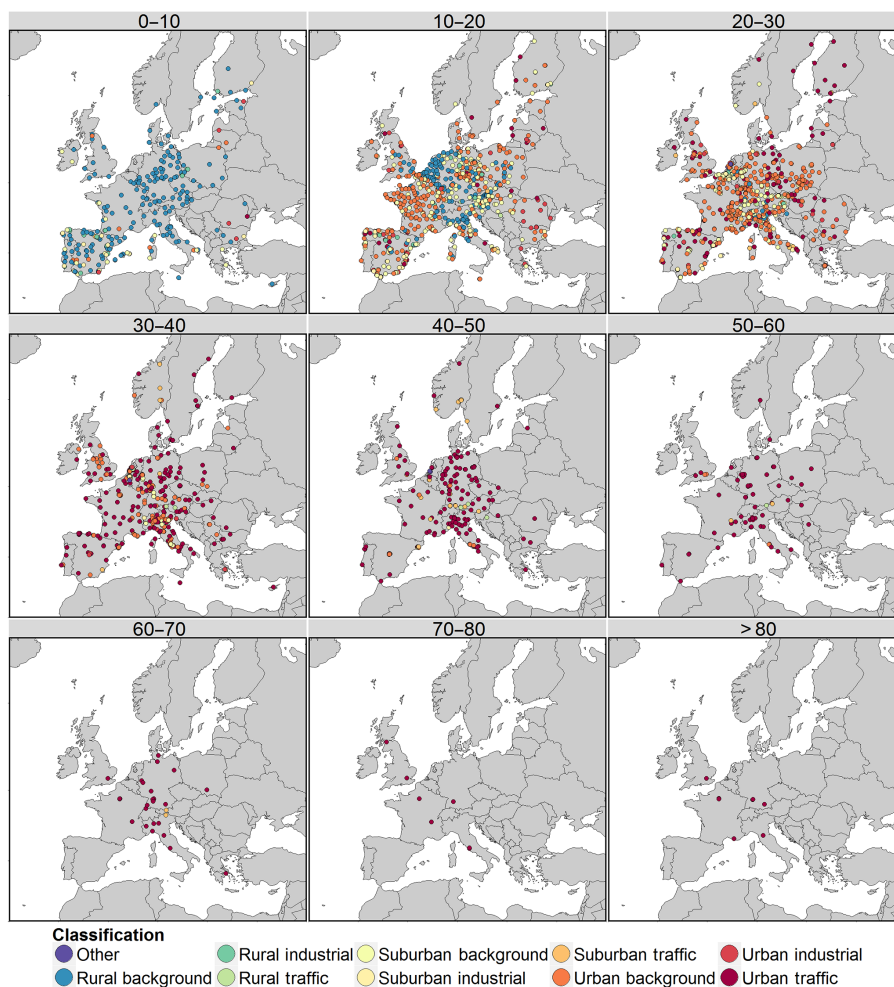 0–10 10–20 20–30
30–40 40–50 50–60
60–70 70–80 > 80
Classification
Other Rural industrial Suburban background Suburban traffic Urban industrial
Rural background Rural traffic Suburban industrial Urban background Urban traffic